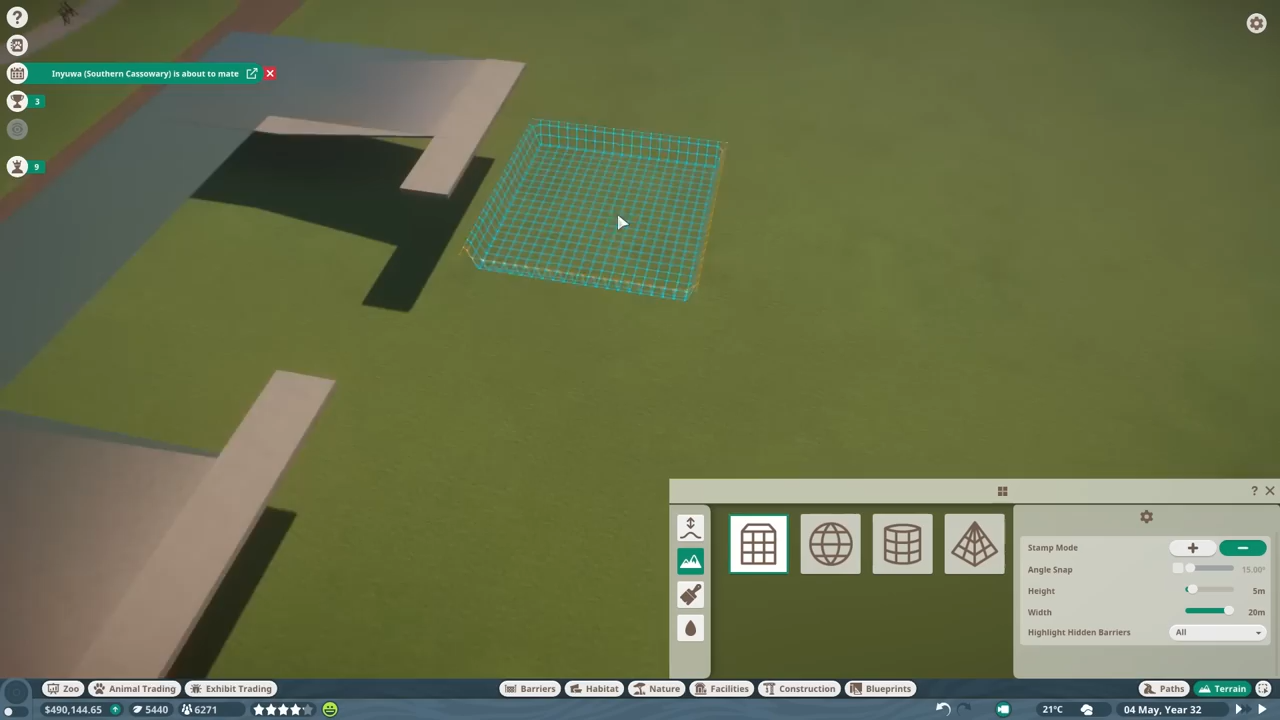 ?
Inyuwa (Southern Cassowary) is about to mate
3
9
?
Stamp Mode
Angle Snap 15.00°
Height 5m
Width 20m
Highlight Hidden Barriers All
Zoo Animal Trading Exhibit Trading Barriers Habitat Nature Facilities Construction Blueprints Paths Terrain
$490,144.65 5440 6271 21°C 04 May, Year 32